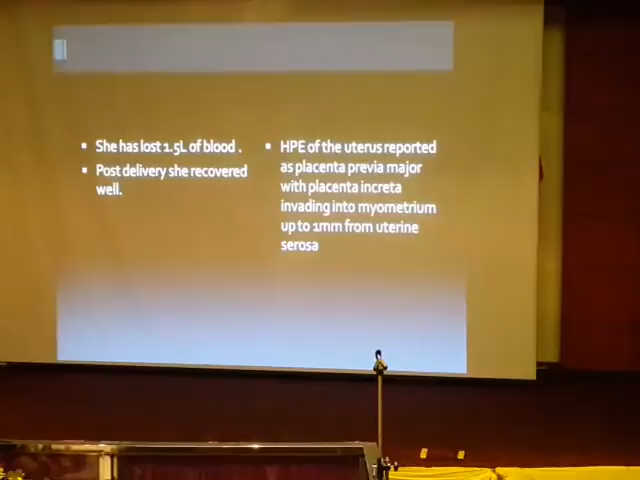 She has lost 1.5L of blood .
Post delivery she recovered
well.
HPE of the uterus reported
as placenta previa major
with placenta increta
invading into myometrium
up to 1mm from uterine
serosa